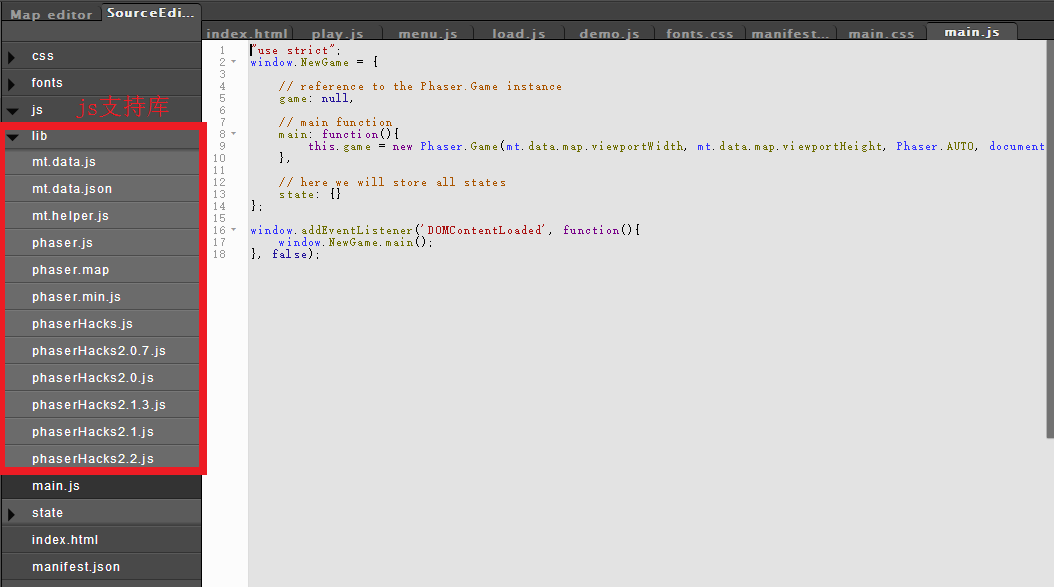 Map editor SourceEdi...
index.html play.js menu.js load.js demo.js fonts.css manifest... main.css main.js
css
fonts
js js支持库
lib
mt.data.js
mt.data.json
mt.helper.js
phaser.js
phaser.map
phaser.min.js
phaserHacks.js
phaserHacks2.0.7.js
phaserHacks2.0.js
phaserHacks2.1.3.js
phaserHacks2.1.js
phaserHacks2.2.js
main.js
state
index.html
manifest.json
1 "use strict";
2 window.NewGame = {
3
4 // reference to the Phaser.Game instance
5 game: null,
6
7 // main function
8 main: function(){
9 this.game = new Phaser.Game(mt.data.map.viewportWidth, mt.data.map.viewportHeight, Phaser.AUTO, document
10 },
11
12 // here we will store all states
13 state: {}
14 };
15
16 window.addEventListener('DOMContentLoaded', function(){
17 window.NewGame.main();
18 }, false);